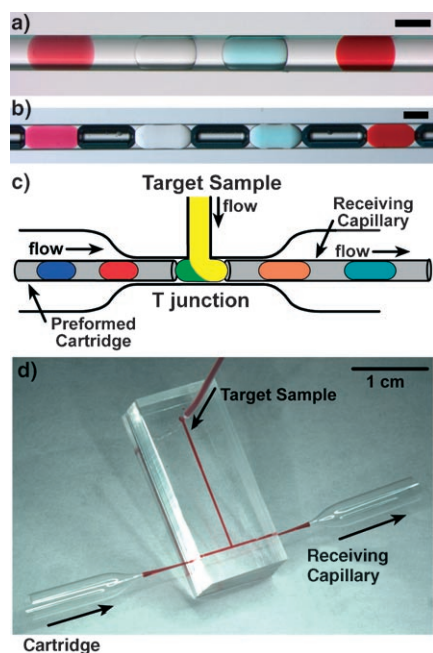 a)
b)
c)
Target Sample
flow
Receiving
Capillary
flow
flow
T junction
Preformed
Cartridge
d)
Target Sample
1 cm
Receiving
Capillary
Cartridge